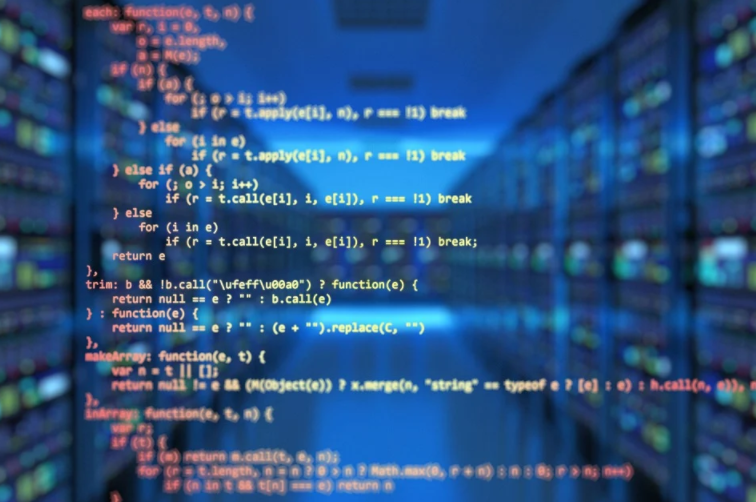 each: function(e, t, n) {
var r, i = 0,
o = e.length,
a = M(e);
if (n) {
if (a) {
for (; o > i; i++)
if (r = t.apply(e[i], n), r === !1) break
} else
for (i in e)
if (r = t.apply(e[i], n), r === !1) break
} else if (a) {
for (; o > i; i++)
if (r = t.call(e[i], i, e[i]), r === !1) break
} else
for (i in e)
if (r = t.call(e[i], i, e[i]), r === !1) break;
return e
},
trim: b && !b.call("\ufeff\u00a0") ? function(e) {
return null == e ? "" : b.call(e)
} : function(e) {
return null == e ? "" : (e + "").replace(C, "")
},
makeArray: function(e, t) {
var n = t || [];
return null != e && (M(Object(e)) ? x.merge(n, "string" == typeof e ? [e] : e) : h.call(n, e)), n
},
inArray: function(e, t, n) {
var r;
if (t) {
if (m) return m.call(t, e, n);
for (r = t.length, n = n ? 0 > n ? Math.max(0, r + n) : n : 0; r > n; n++)
if (n in t && t[n] === e) return n
}